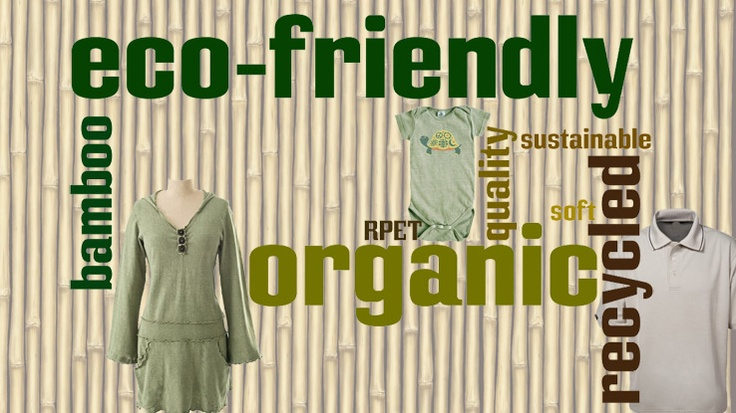 eco-friendly
bamboo
quality
sustainable
soft
RPET
organic
recycled